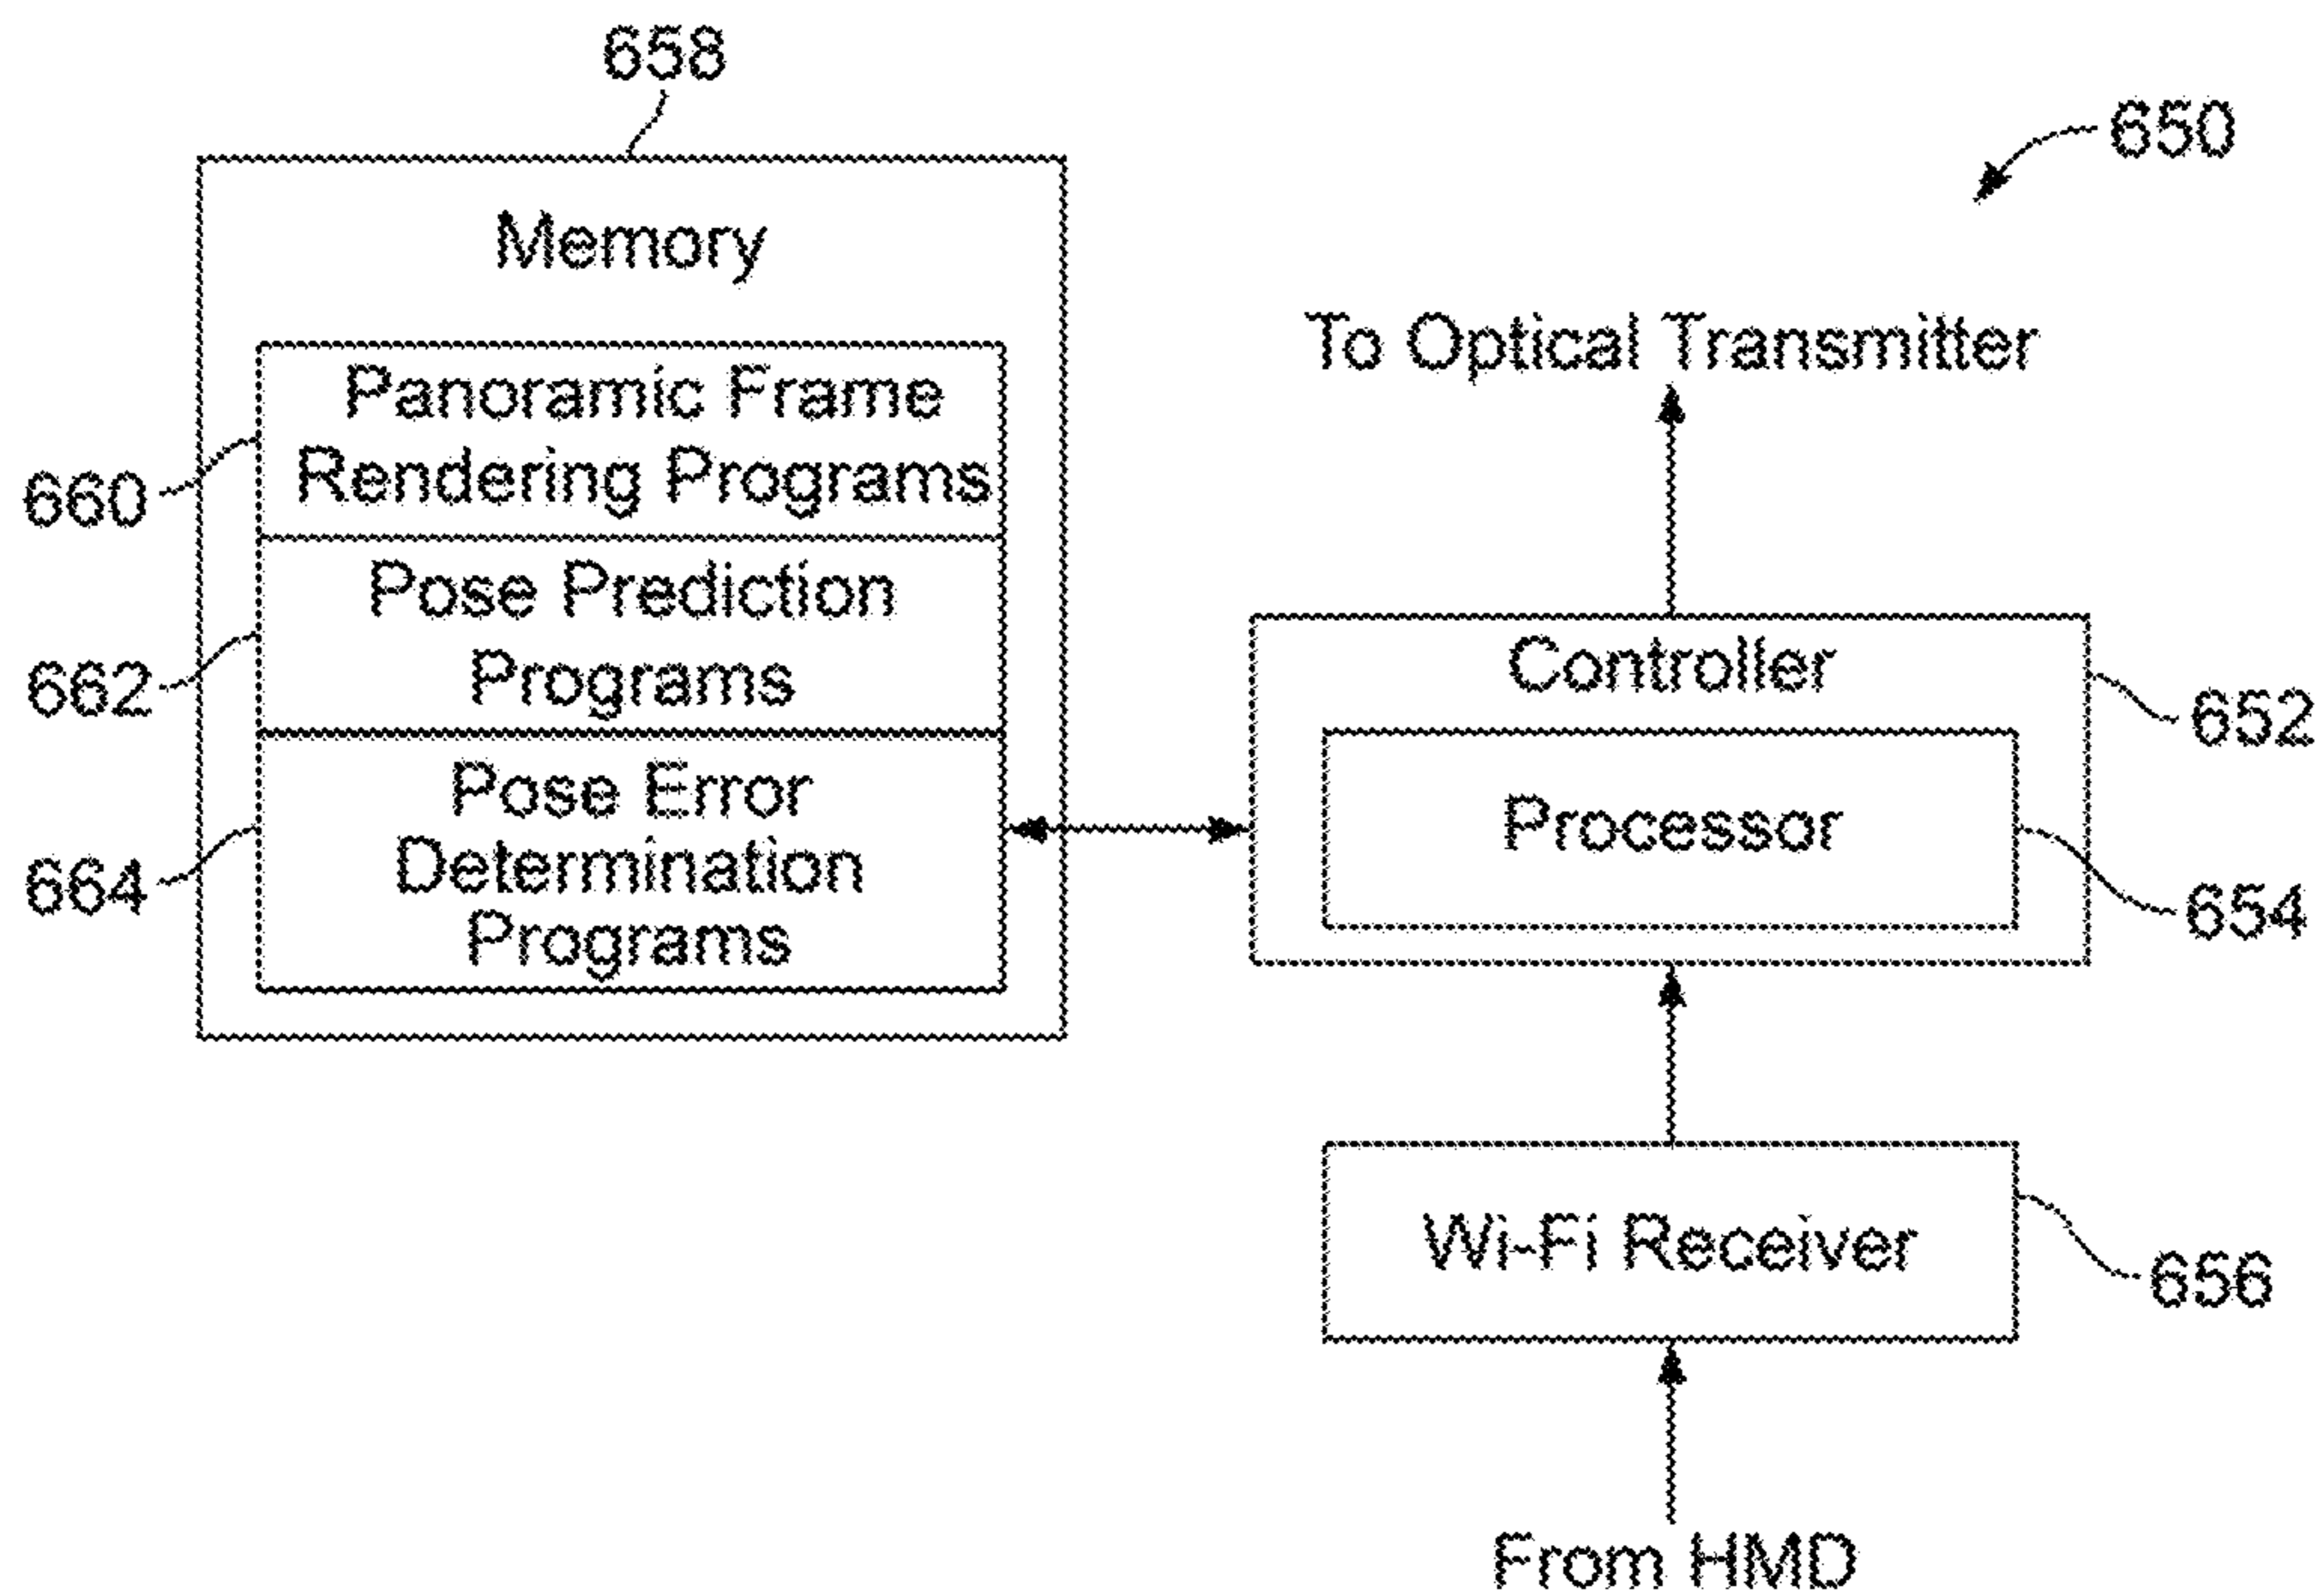 658
650
Memory
To Optical Transmitter
Panoramic Frame
Rendering Programs
660
Pose Prediction
Programs
662
Controller
652
Pose Error
Determination
Programs
664
Processor
654
Wi-Fi Receiver
656
From HMD